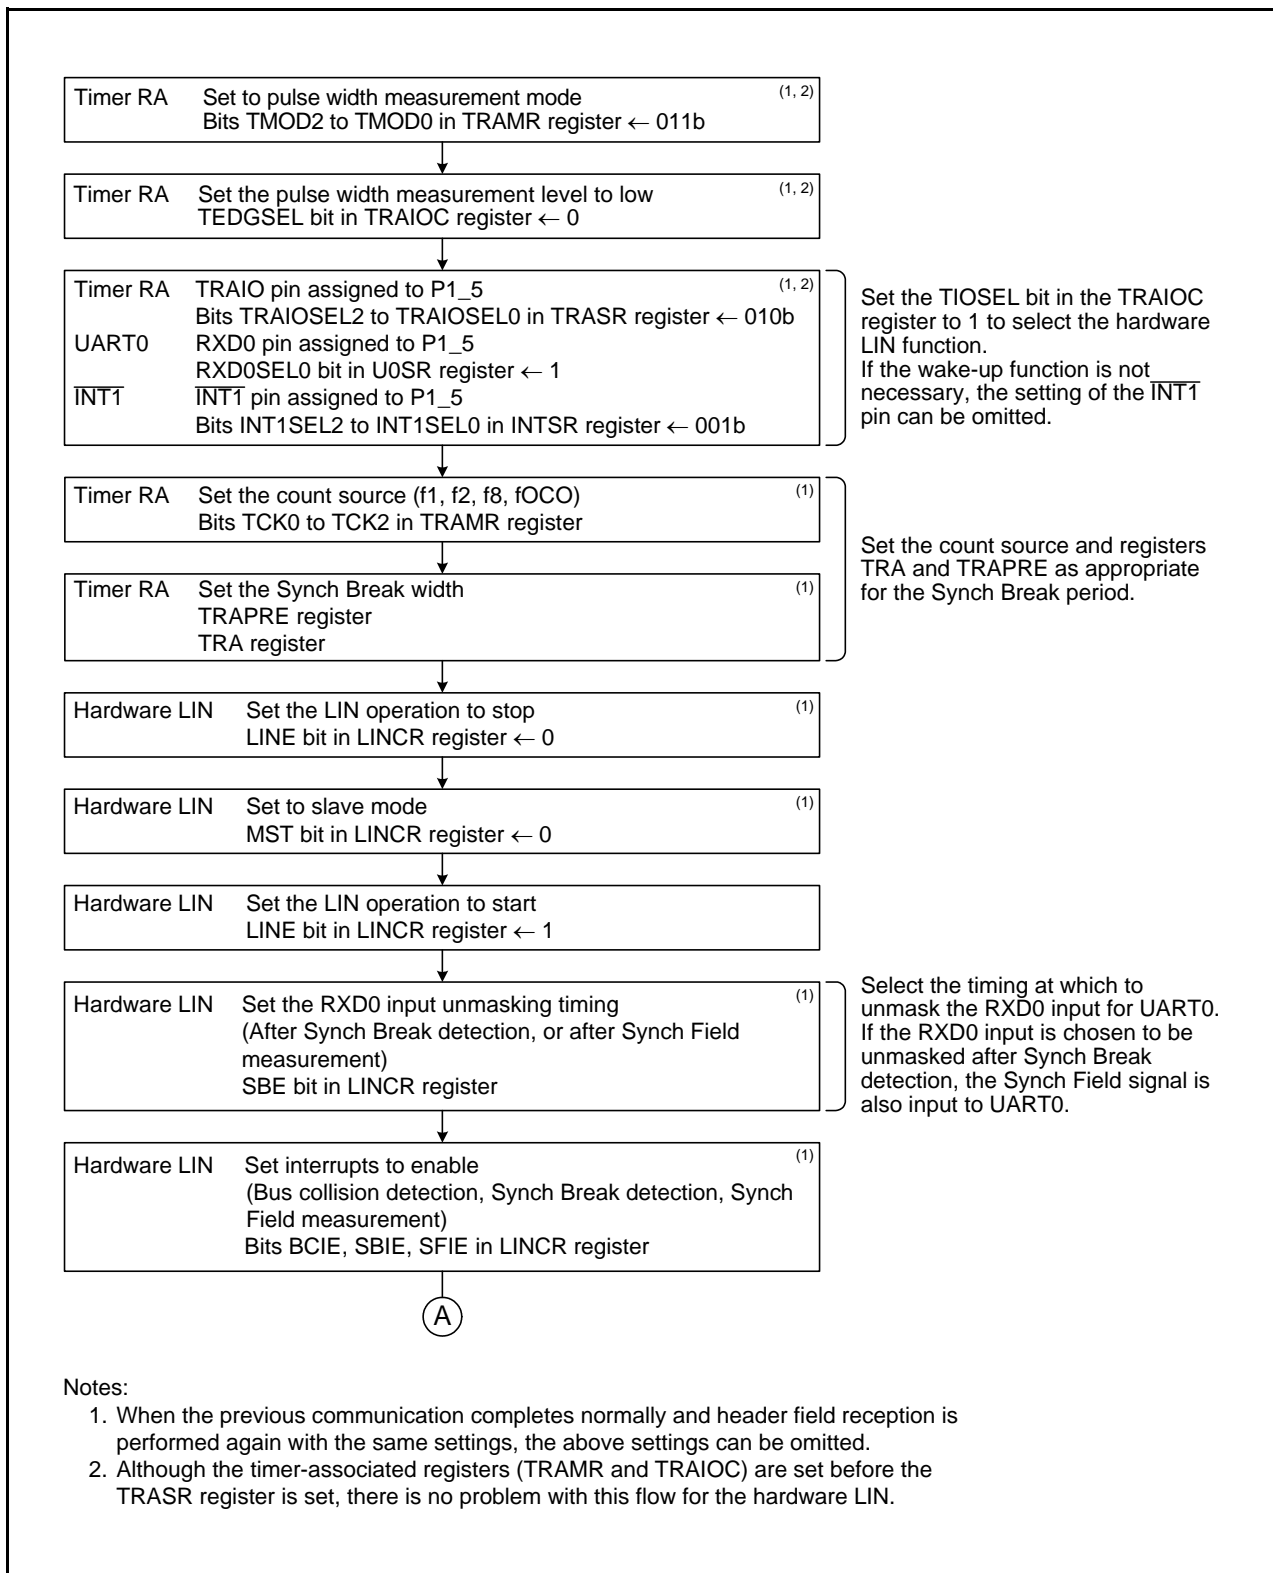 Timer RA Set to pulse width measurement mode (1, 2)
Bits TMOD2 to TMOD0 in TRAMR register ← 011b
Timer RA Set the pulse width measurement level to low (1, 2)
TEDGSEL bit in TRAIOC register ← 0
Timer RA TRAIO pin assigned to P1_5 (1, 2)
Bits TRAIOSEL2 to TRAIOSEL0 in TRASR register ← 010b
UART0 RXD0 pin assigned to P1_5
RXD0SEL0 bit in U0SR register ← 1
INT1 INT1 pin assigned to P1_5
Bits INT1SEL2 to INT1SEL0 in INTSR register ← 001b
Set the TIOSEL bit in the TRAIOC
register to 1 to select the hardware
LIN function.
If the wake-up function is not
necessary, the setting of the INT1
pin can be omitted.
Timer RA Set the count source (f1, f2, f8, fOCO) (1)
Bits TCK0 to TCK2 in TRAMR register
Timer RA Set the Synch Break width (1)
TRAPRE register
TRA register
Set the count source and registers
TRA and TRAPRE as appropriate
for the Synch Break period.
Hardware LIN Set the LIN operation to stop (1)
LINE bit in LINCR register ← 0
Hardware LIN Set to slave mode (1)
MST bit in LINCR register ← 0
Hardware LIN Set the LIN operation to start
LINE bit in LINCR register ← 1
Hardware LIN Set the RXD0 input unmasking timing (1)
(After Synch Break detection, or after Synch Field
measurement)
SBE bit in LINCR register
Select the timing at which to
unmask the RXD0 input for UART0.
If the RXD0 input is chosen to be
unmasked after Synch Break
detection, the Synch Field signal is
also input to UART0.
Hardware LIN Set interrupts to enable (1)
(Bus collision detection, Synch Break detection, Synch
Field measurement)
Bits BCIE, SBIE, SFIE in LINCR register
A
Notes:
1. When the previous communication completes normally and header field reception is
performed again with the same settings, the above settings can be omitted.
2. Although the timer-associated registers (TRAMR and TRAIOC) are set before the
TRASR register is set, there is no problem with this flow for the hardware LIN.